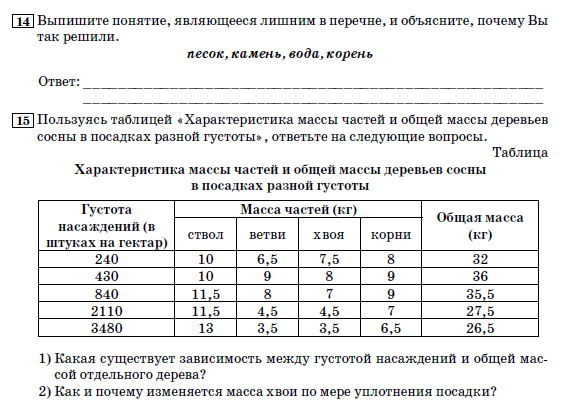 14 Выпишите понятие, являющееся лишним в перечне, и объясните, почему Вы
так решили.
песок, камень, вода, корень
Ответ:
15 Пользуясь таблицей «Характеристика массы частей и общей массы деревьев
сосны в посадках разной густоты», ответьте на следующие вопросы.
Таблица
Характеристика массы частей и общей массы деревьев сосны
в посадках разной густоты
Густота насаждений (в штуках на гектар) Масса частей (кг) Общая масса (кг)
ствол ветви хвоя корни
240 10 6,5 7,5 8 32
430 10 9 8 9 36
840 11,5 8 7 9 35,5
2110 11,5 4,5 4,5 7 27,5
3480 13 3,5 3,5 6,5 26,5
1) Какая существует зависимость между густотой насаждений и общей мас-
сой отдельного дерева?
2) Как и почему изменяется масса хвои по мере уплотнения посадки?